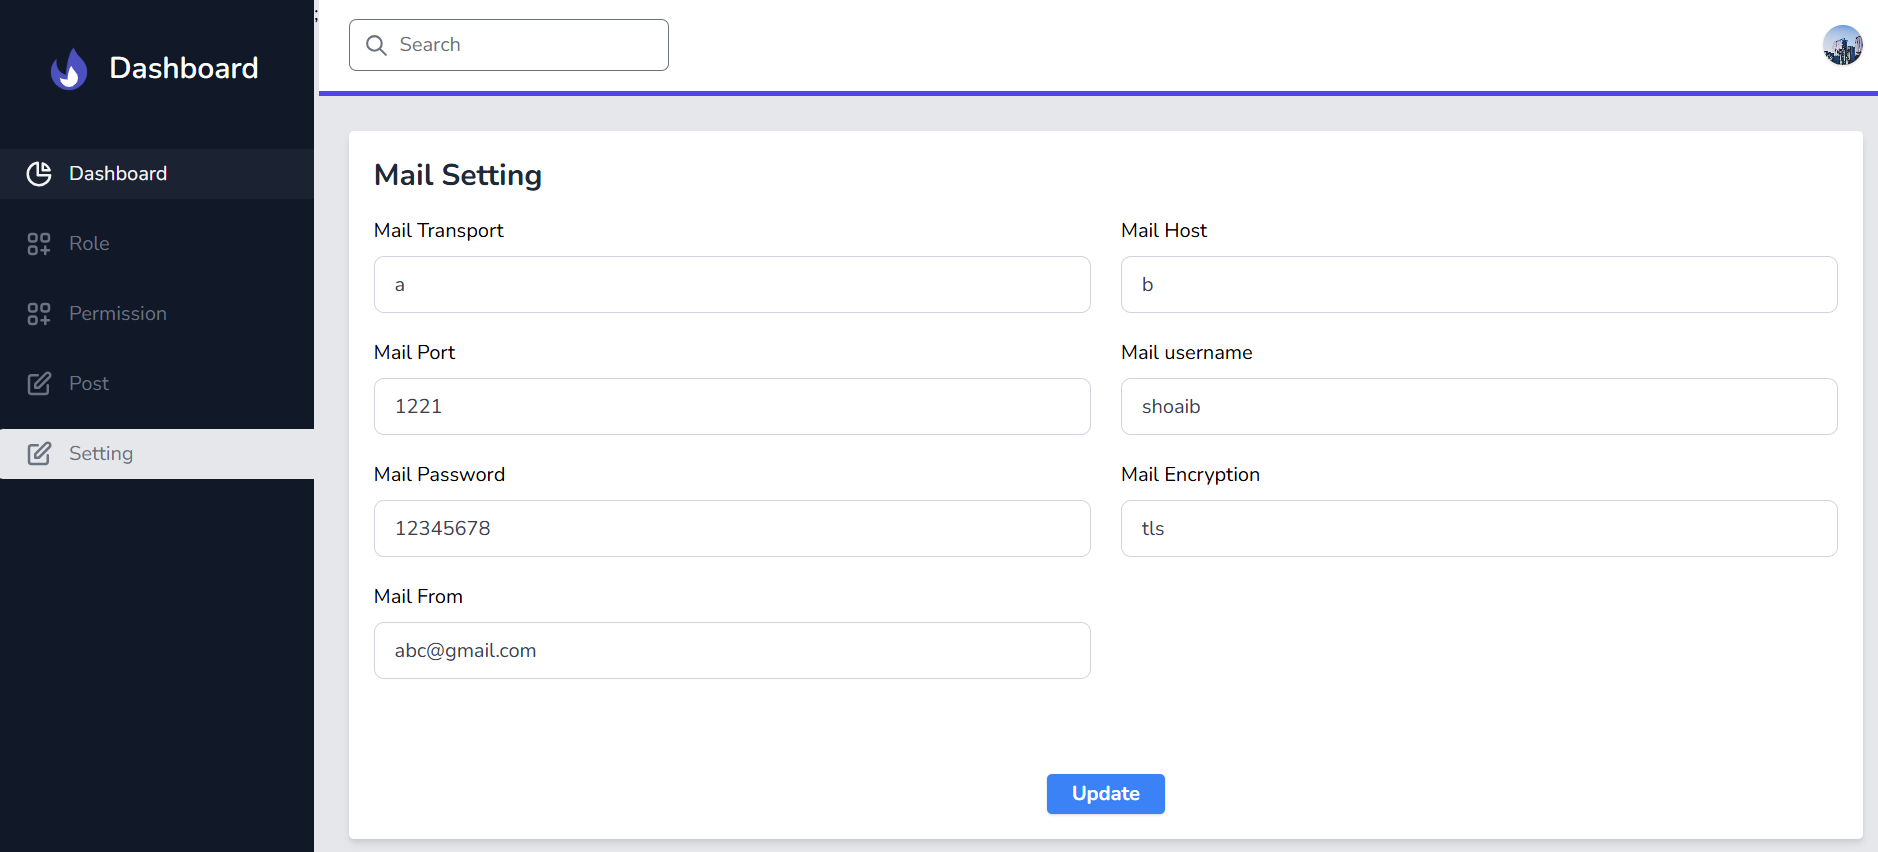 ;
Dashboard
Dashboard
Role
Permission
Post
Setting
Search
Mail Setting
Mail Transport
a
Mail Host
b
Mail Port
1221
Mail username
shoaib
Mail Password
12345678
Mail Encryption
tls
Mail From
abc@gmail.com
Update